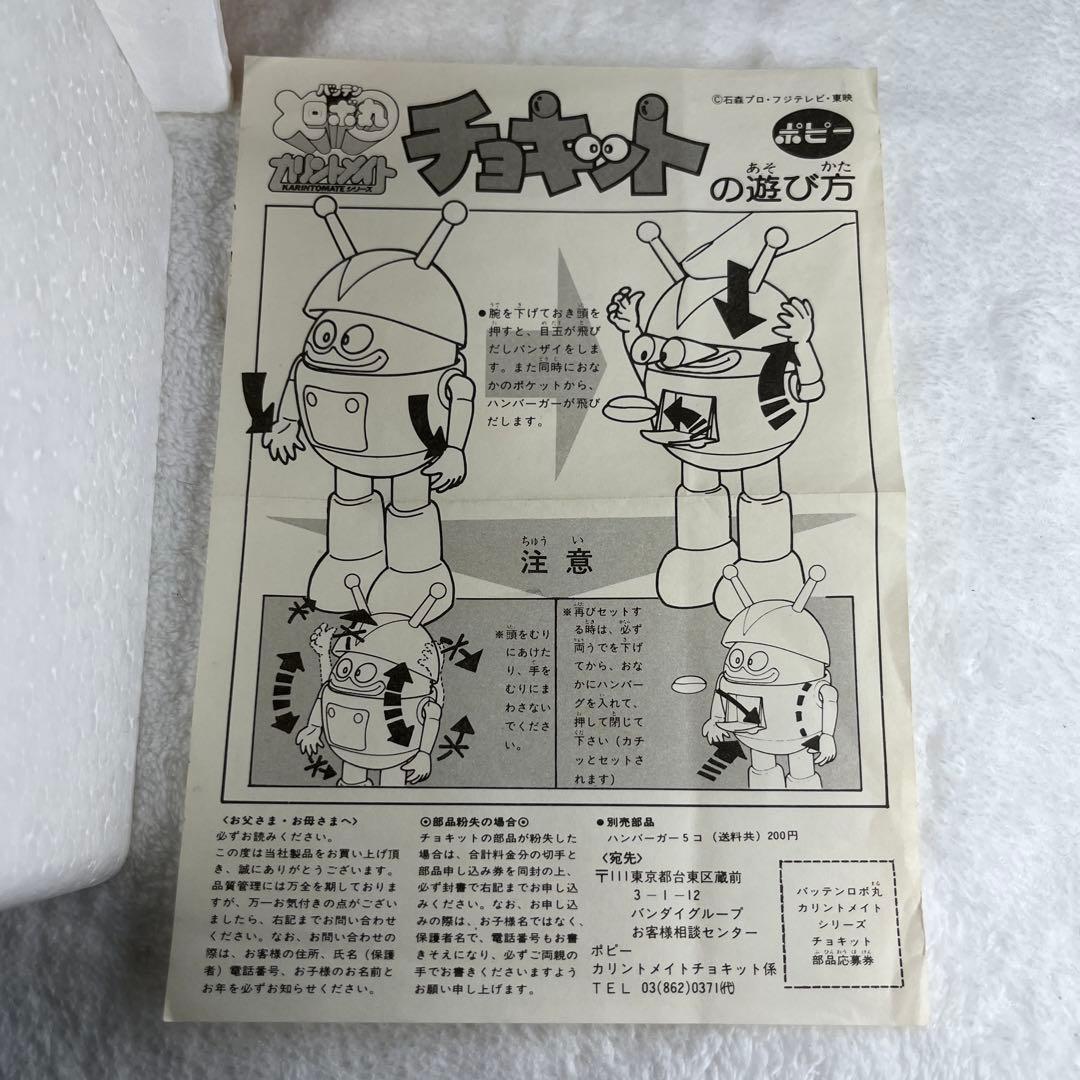 バッテン
ロボ丸
カリントメイト
KARINTOMATE シリーズ
チョキット
の遊び方
あそ かた
©石森プロ・フジテレビ・東映
ポピー
●腕を下げておき頭を
押すと、目玉が飛び
だしバンザイをしま
す。また同時におな
かのポケットから、
ハンバーガーが飛び
だします。
ちゅう い
注意
※頭をむり
にあけた
り、手を
むりにま
わさない
でくださ
い。
※再びセットす
る時は、必ず
両うでを下げ
てから、おな
かにハンバー
グを入れて、
押して閉じて
下さい(カチ
ッとセットさ
れます)
〈お父さま・お母さまへ〉
必ずお読みください。
この度は当社製品をお買い上げ頂
き、誠にありがとうございます。
品質管理には万全を期しておりま
すが、万一お気付きの点がござい
ましたら、右記までお問い合わせ
ください。なお、お問い合わせの
際は、お客様の住所、氏名(保護
者)電話番号、お子様のお名前と
お年を必ずお知らせください。
◎部品粉失の場合◎
チョキットの部品が粉失した
場合は、合計料金分の切手と
部品申し込み券を同封の上、
必ず封書で右記までお申し込
みください。なお、お申し込
みの際は、お子様名ではなく、
保護者名で、電話番号もお書
きそえになり、必ずご両親の
手でお書きくださいますよう
お願い申し上げます。
●別売部品
ハンバーガー5コ(送料共)200円
〈宛先〉
〒111東京都台東区蔵前
3-1-12
バンダイグループ
お客様相談センター
ポピー
カリントメイトチョキット係
TEL 03(862)0371㈹
バッテンロボ丸
カリントメイト
シリーズ
チョキット
部品応募券